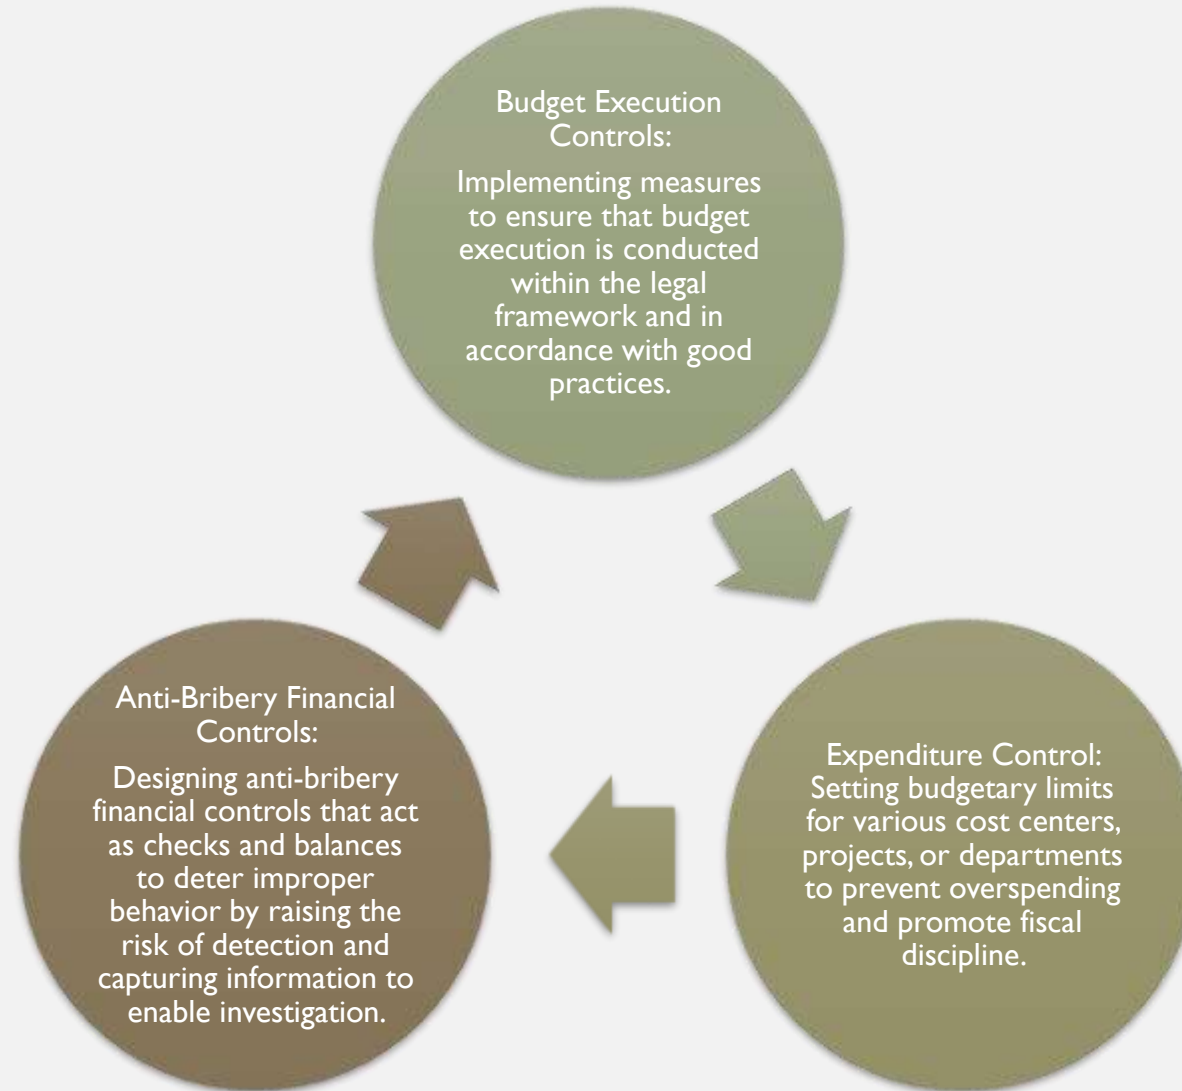 Budget Execution
Controls:
Implementing measures
to ensure that budget
execution is conducted
within the legal
framework and in
accordance with good
practices.
Expenditure Control:
Setting budgetary limits
for various cost centers,
projects, or departments
to prevent overspending
and promote fiscal
discipline.
Anti-Bribery Financial
Controls:
Designing anti-bribery
financial controls that act
as checks and balances
to deter improper
behavior by raising the
risk of detection and
capturing information to
enable investigation.